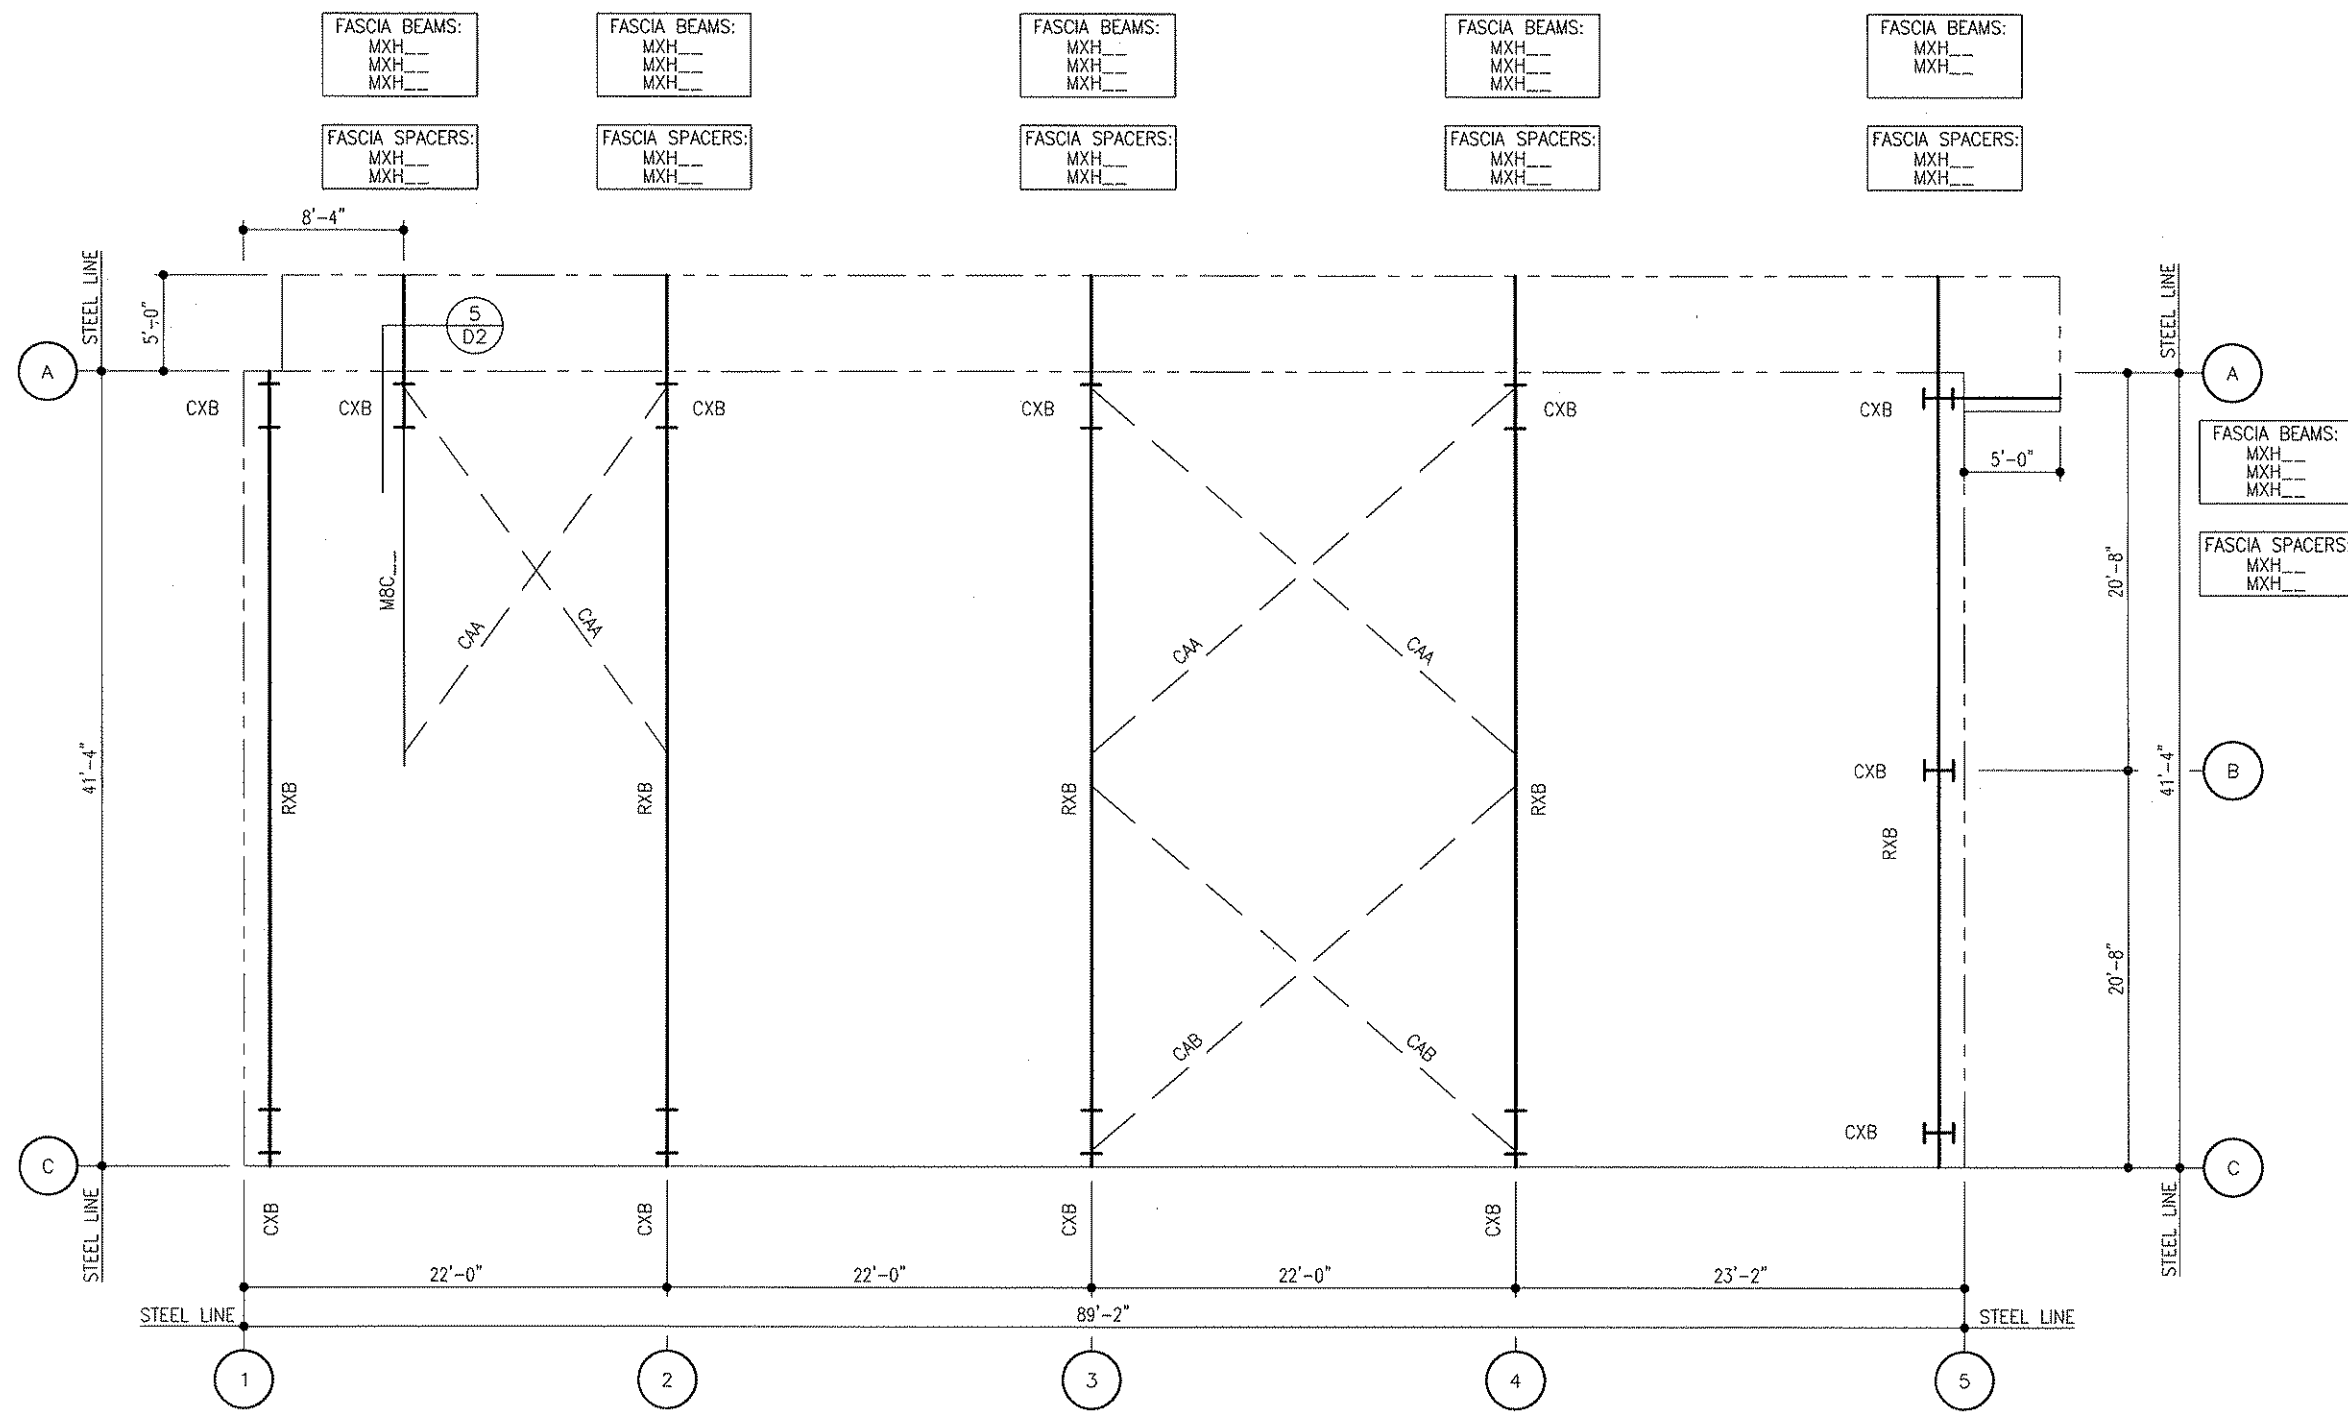 FASCIA BEAMS:
MXH__
MXH__
MXH__
FASCIA BEAMS:
MXH__
MXH__
MXH__
FASCIA BEAMS:
MXH__
MXH__
MXH__
FASCIA BEAMS:
MXH__
MXH__
MXH__
FASCIA BEAMS:
MXH__
MXH__
FASCIA SPACERS:
MXH__
MXH__
FASCIA SPACERS:
MXH__
MXH__
FASCIA SPACERS:
MXH__
MXH__
FASCIA SPACERS:
MXH__
MXH__
FASCIA SPACERS:
MXH__
MXH__
8'-4"
STEEL LINE
5'-0"
5
D2
STEEL LINE
A
A
CXB
CXB
CXB
CXB
CXB
CXB
FASCIA BEAMS:
MXH__
MXH__
MXH__
5'-0"
FASCIA SPACERS:
MXH__
MXH__
20'-8"
M8C__
CAA
CAA
CAA
CAA
41'-4"
RXB
RXB
RXB
RXB
CXB
RXB
41'-4"
B
20'-8"
CAB
CAB
CXB
C
C
STEEL LINE
CXB
CXB
CXB
CXB
STEEL LINE
22'-0"
22'-0"
22'-0"
23'-2"
STEEL LINE
89'-2"
STEEL LINE
1
2
3
4
5